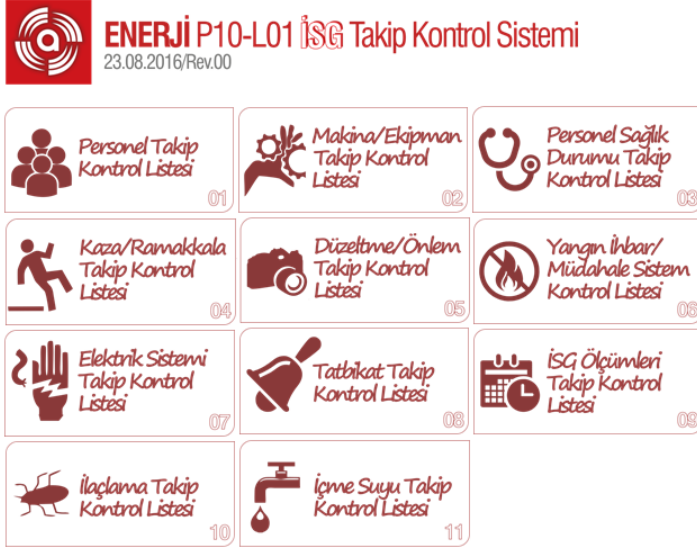 ENERJİ P10-L01 İSG Takip Kontrol Sistemi
23.08.2016/Rev.00
Personel Takip
Kontrol Listesi
01
Makina/Ekipman
Takip Kontrol
Listesi
02
Personel Sağlık
Durumu Takip
Kontrol Listesi
03
Kaza/Ramakkala
Takip Kontrol
Listesi
04
Düzeltme/Önlem
Takip Kontrol
Listesi
05
Yangın İhbar/
Müdahale Sistem
Kontrol Listesi
06
Elektrik Sistemi
Takip Kontrol
Listesi
07
Tatbikat Takip
Kontrol Listesi
08
İSG Ölçümleri
Takip Kontrol
Listesi
09
İlaçlama Takip
Kontrol Listesi
10
İçme Suyu Takip
Kontrol Listesi
11